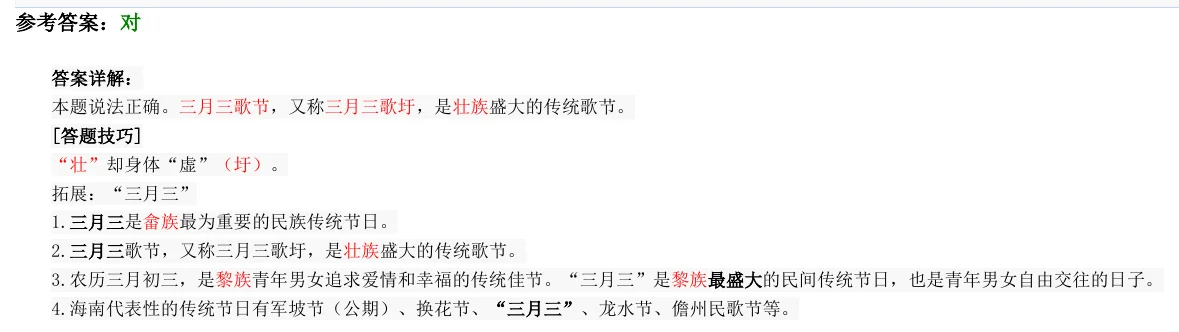 参考答案：对
答案详解：
本题说法正确。三月三歌节，又称三月三歌圩，是壮族盛大的传统歌节。
[答题技巧]
“壮”却身体“虚”（圩）。
拓展：“三月三”
1.三月三是畲族最为重要的民族传统节日。
2.三月三歌节，又称三月三歌圩，是壮族盛大的传统歌节。
3.农历三月初三，是黎族青年男女追求爱情和幸福的传统佳节。“三月三”是黎族最盛大的民间传统节日，也是青年男女自由交往的日子。
4.海南代表性的传统节日有军坡节（公期）、换花节、“三月三”、龙水节、儋州民歌节等。